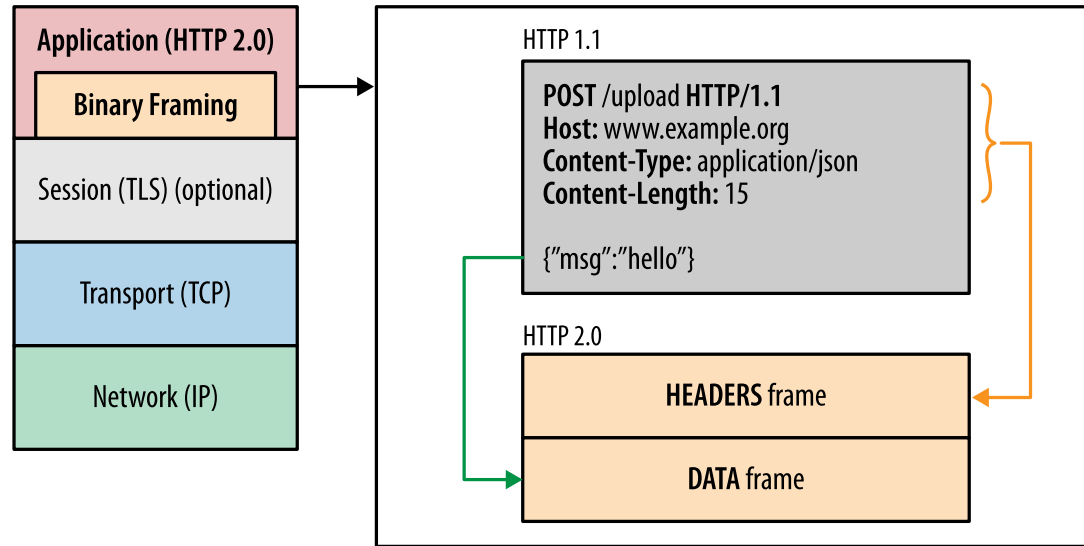 Application (HTTP 2.0)
Binary Framing
Session (TLS) (optional)
Transport (TCP)
Network (IP)
HTTP 1.1
POST /upload HTTP/1.1
Host: www.example.org
Content-Type: application/json
Content-Length: 15
{”msg”:”hello”}
HTTP 2.0
HEADERS frame
DATA frame